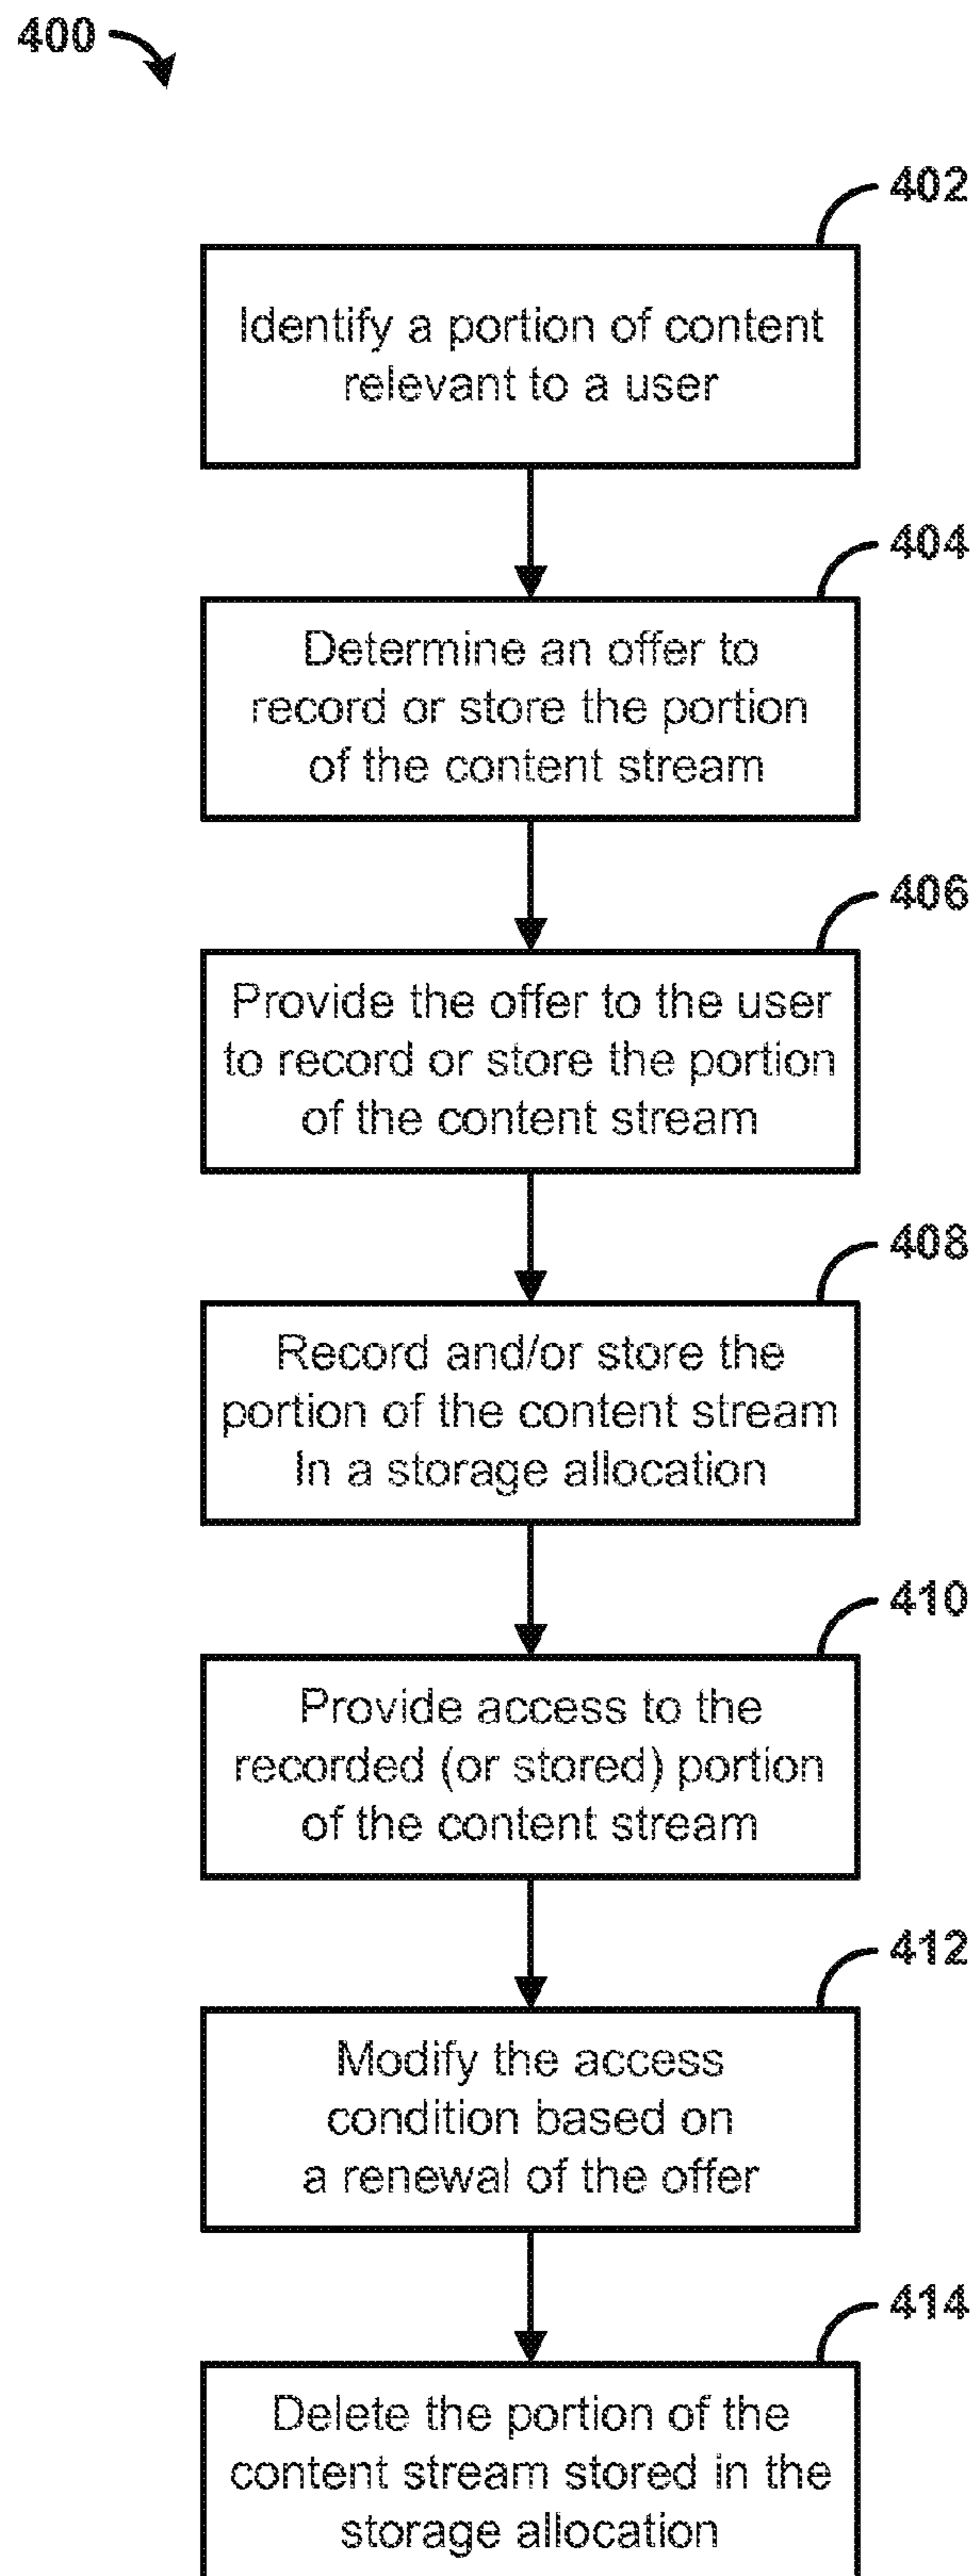 400
402
Identify a portion of content
relevant to a user
404
Determine an offer to
record or store the portion
of the content stream
406
Provide the offer to the user
to record or store the portion
of the content stream
408
Record and/or store the
portion of the content stream
In a storage allocation
410
Provide access to the
recorded (or stored) portion
of the content stream
412
Modify the access
condition based on
a renewal of the offer
414
Delete the portion of the
content stream stored in the
storage allocation